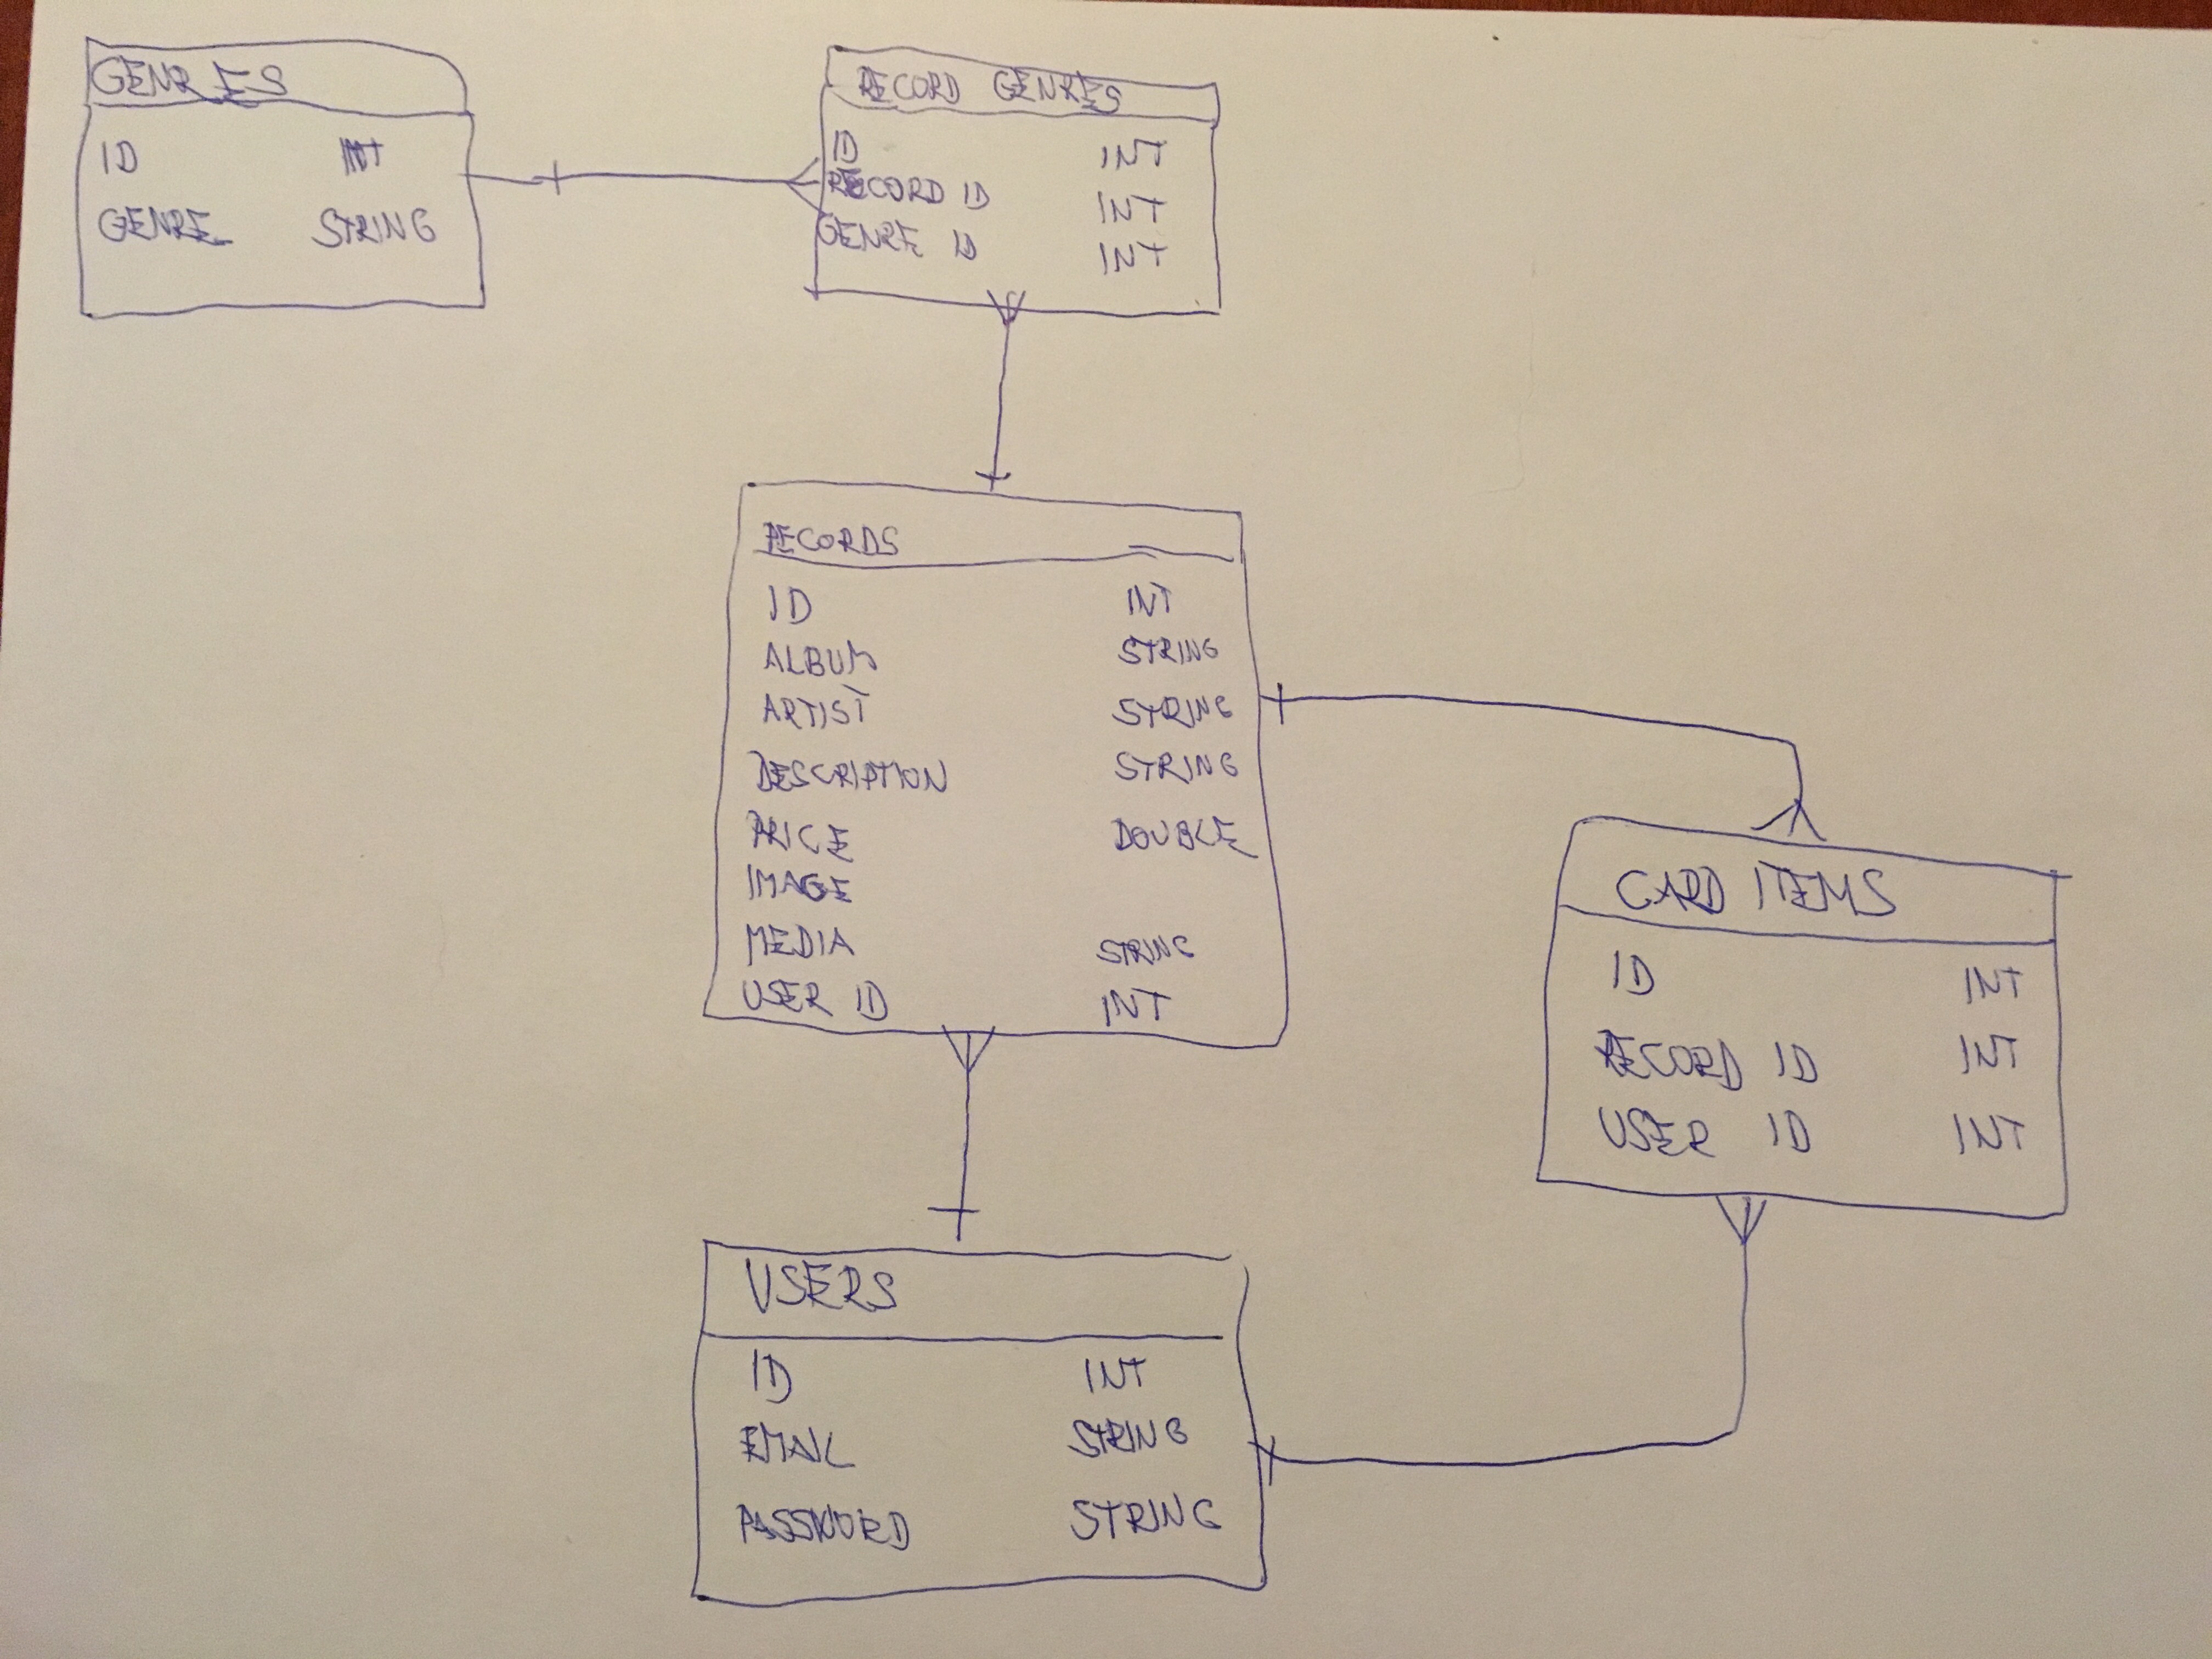 GENRES
ID INT
GENRE STRING
RECORD GENRES
ID INT
RECORD ID INT
GENRE ID INT
RECORDS
ID INT
ALBUM STRING
ARTIST STRING
DESCRIPTION STRING
PRICE DOUBLE
IMAGE
MEDIA STRING
USER ID INT
CARD ITEMS
ID INT
RECORD ID INT
USER ID INT
USERS
ID INT
EMAIL STRING
PASSWORD STRING